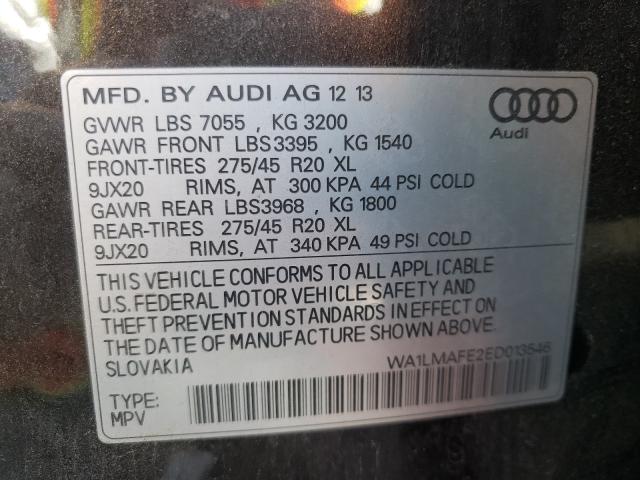 MFD. BY AUDI AG 12 13
Audi
GVWR LBS 7055 , KG 3200
GAWR FRONT LBS3395 , KG 1540
FRONT-TIRES 275/45 R20 XL
9JX20 RIMS, AT 300 KPA 44 PSI COLD
GAWR REAR LBS3968 , KG 1800
REAR-TIRES 275/45 R20 XL
9JX20 RIMS, AT 340 KPA 49 PSI COLD
THIS VEHICLE CONFORMS TO ALL APPLICABLE
U.S. FEDERAL MOTOR VEHICLE SAFETY AND
THEFT PREVENTION STANDARDS IN EFFECT ON
THE DATE OF MANUFACTURE SHOWN ABOVE.
SLOVAKIA WA1LMAFE2ED013546
TYPE:
MPV